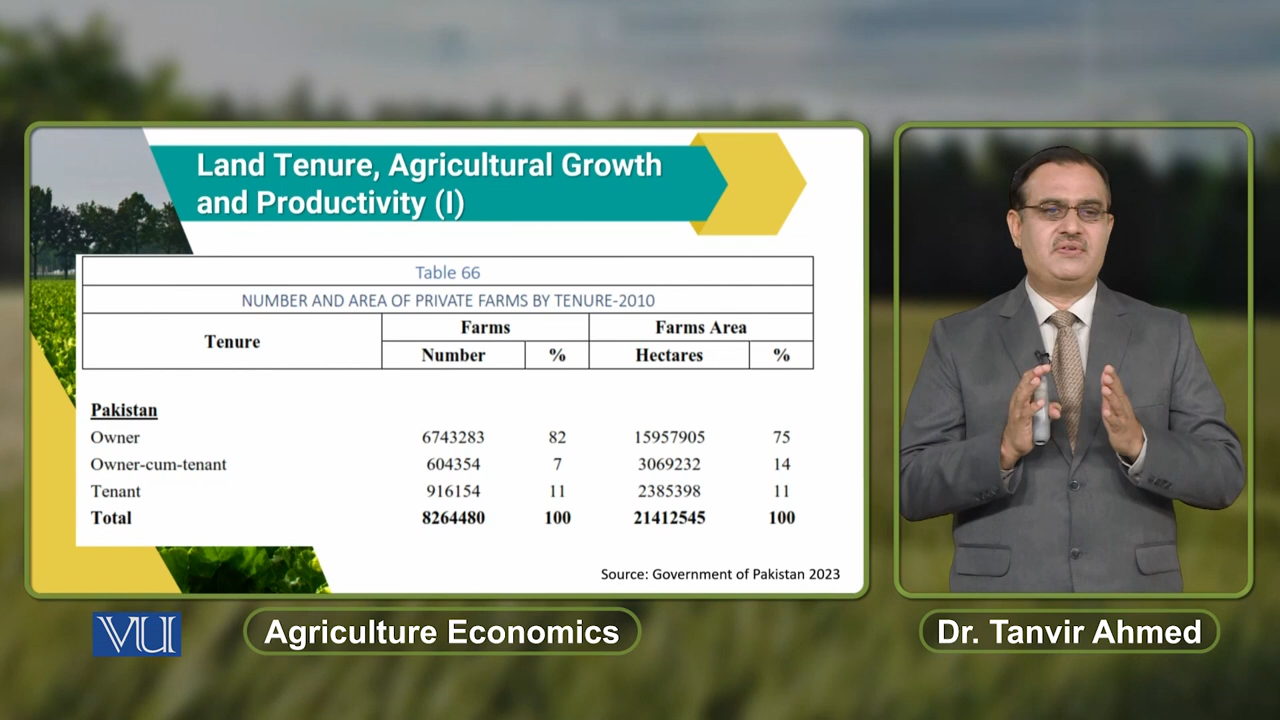 Land Tenure, Agricultural Growth
and Productivity (I)
Table 66
NUMBER AND AREA OF PRIVATE FARMS BY TENURE-2010
Tenure Farms Farms Area
Number % Hectares %
Pakistan
Owner 6743283 82 15957905 75
Owner-cum-tenant 604354 7 3069232 14
Tenant 916154 11 2385398 11
Total 8264480 100 21412545 100
Source: Government of Pakistan 2023
VU Agriculture Economics Dr. Tanvir Ahmed